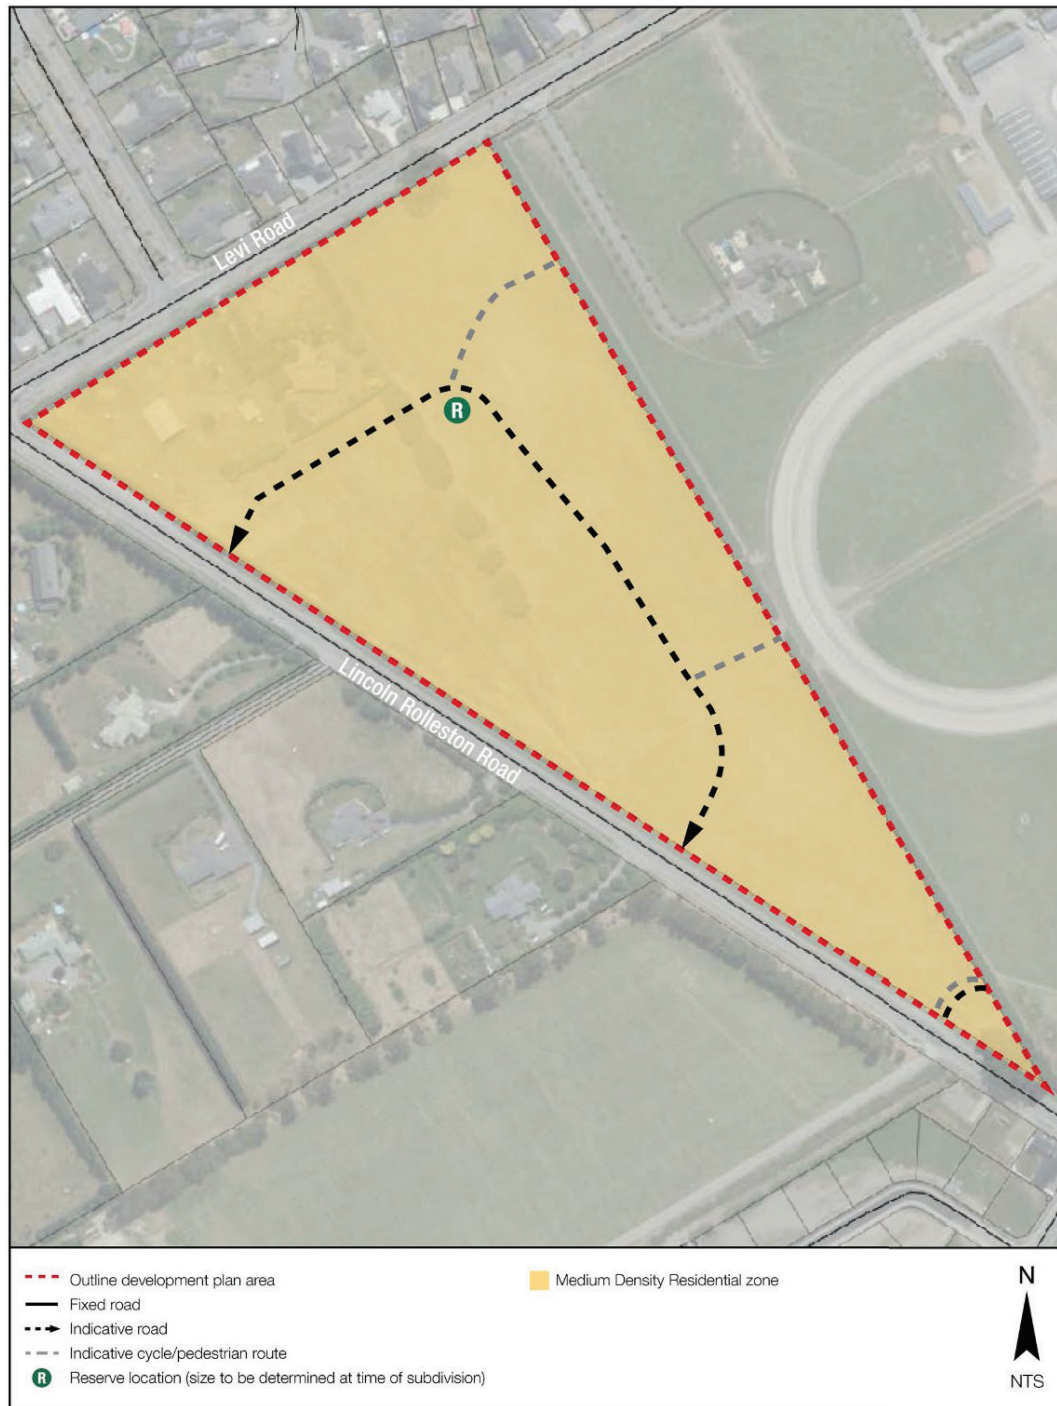 Levi Road
R
Lincoln Rolleston Road
Outline development plan area
Fixed road
Indicative road
Indicative cycle/pedestrian route
R Reserve location (size to be determined at time of subdivision)
Medium Density Residential zone
N
NTS